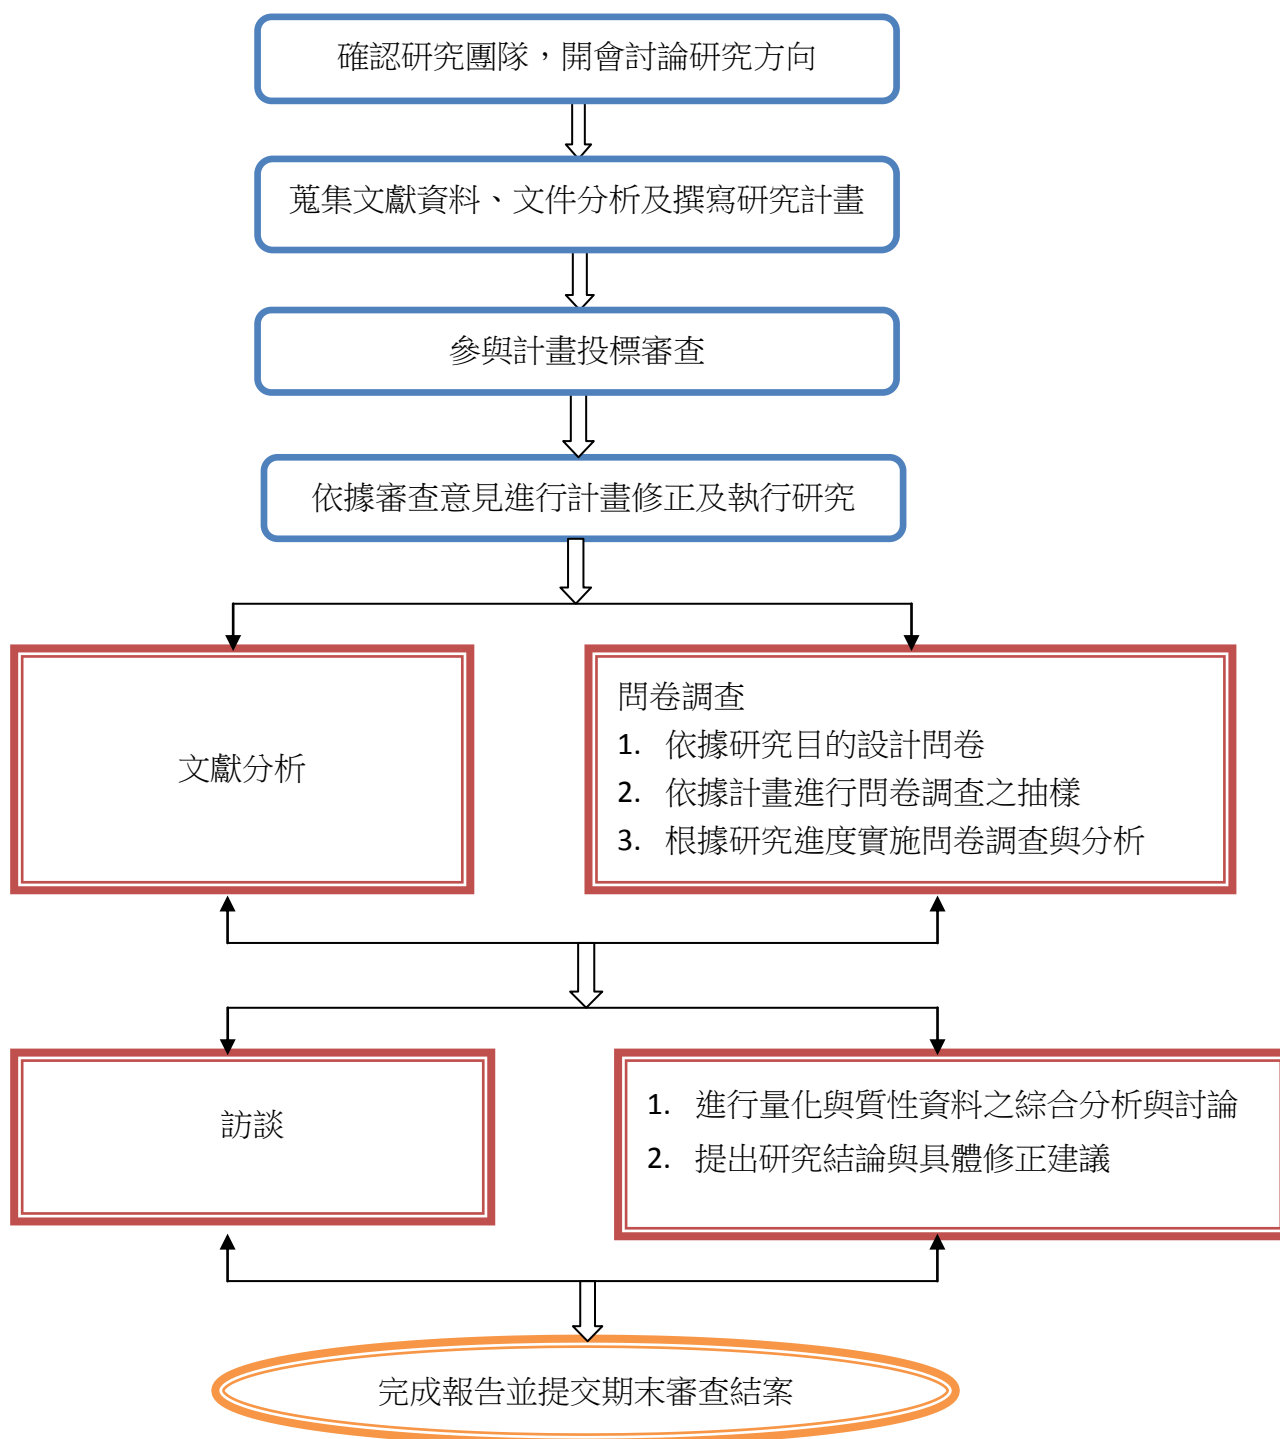 確認研究團隊，開會討論研究方向
蒐集文獻資料、文件分析及撰寫研究計畫
參與計畫投標審查
依據審查意見進行計畫修正及執行研究
文獻分析
問卷調查
1. 依據研究目的設計問卷
2. 依據計畫進行問卷調查之抽樣
3. 根據研究進度實施問卷調查與分析
訪談
1. 進行量化與質性資料之綜合分析與討論
2. 提出研究結論與具體修正建議
完成報告並提交期末審查結案